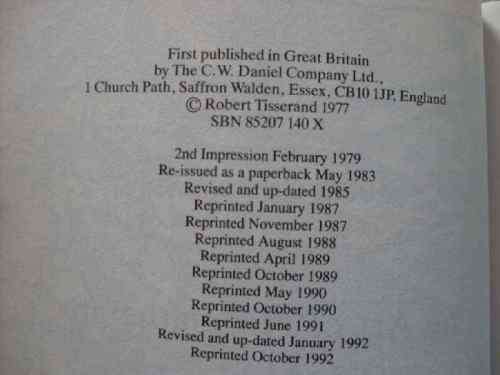 First published in Great Britain
by The C.W. Daniel Company Ltd.,
1 Church Path, Saffron Walden, Essex, CB10 1JP, England
© Robert Tisserand 1977
SBN 85207 140 X
2nd Impression February 1979
Re-issued as a paperback May 1983
Revised and up-dated 1985
Reprinted January 1987
Reprinted November 1987
Reprinted August 1988
Reprinted April 1989
Reprinted October 1989
Reprinted May 1990
Reprinted October 1990
Reprinted June 1991
Revised and up-dated January 1992
Reprinted October 1992